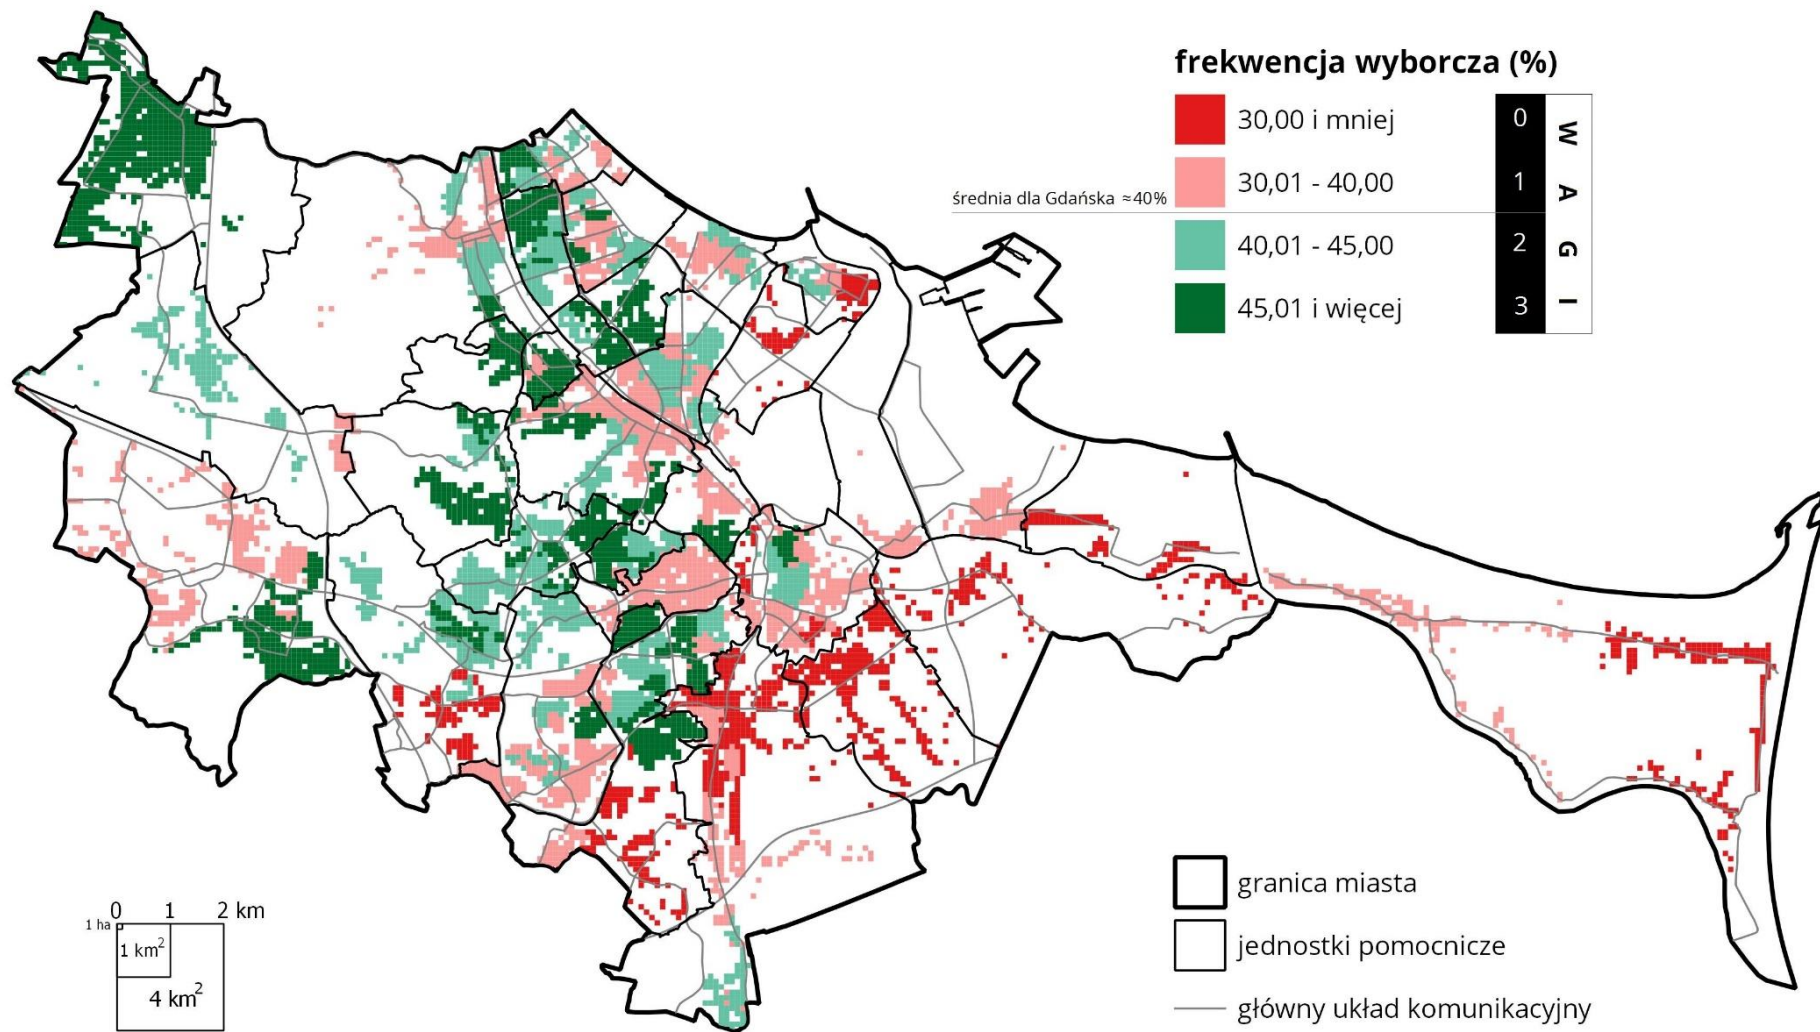 frekwencja wyborcza (%)
30,00 i mniej
0
30,01 - 40,00
1
średnia dla Gdańska ≈40%
40,01 - 45,00
2
45,01 i więcej
3
WAGI
granica miasta
jednostki pomocnicze
główny układ komunikacyjny
0 1 2 km
1 ha
1 km²
4 km²